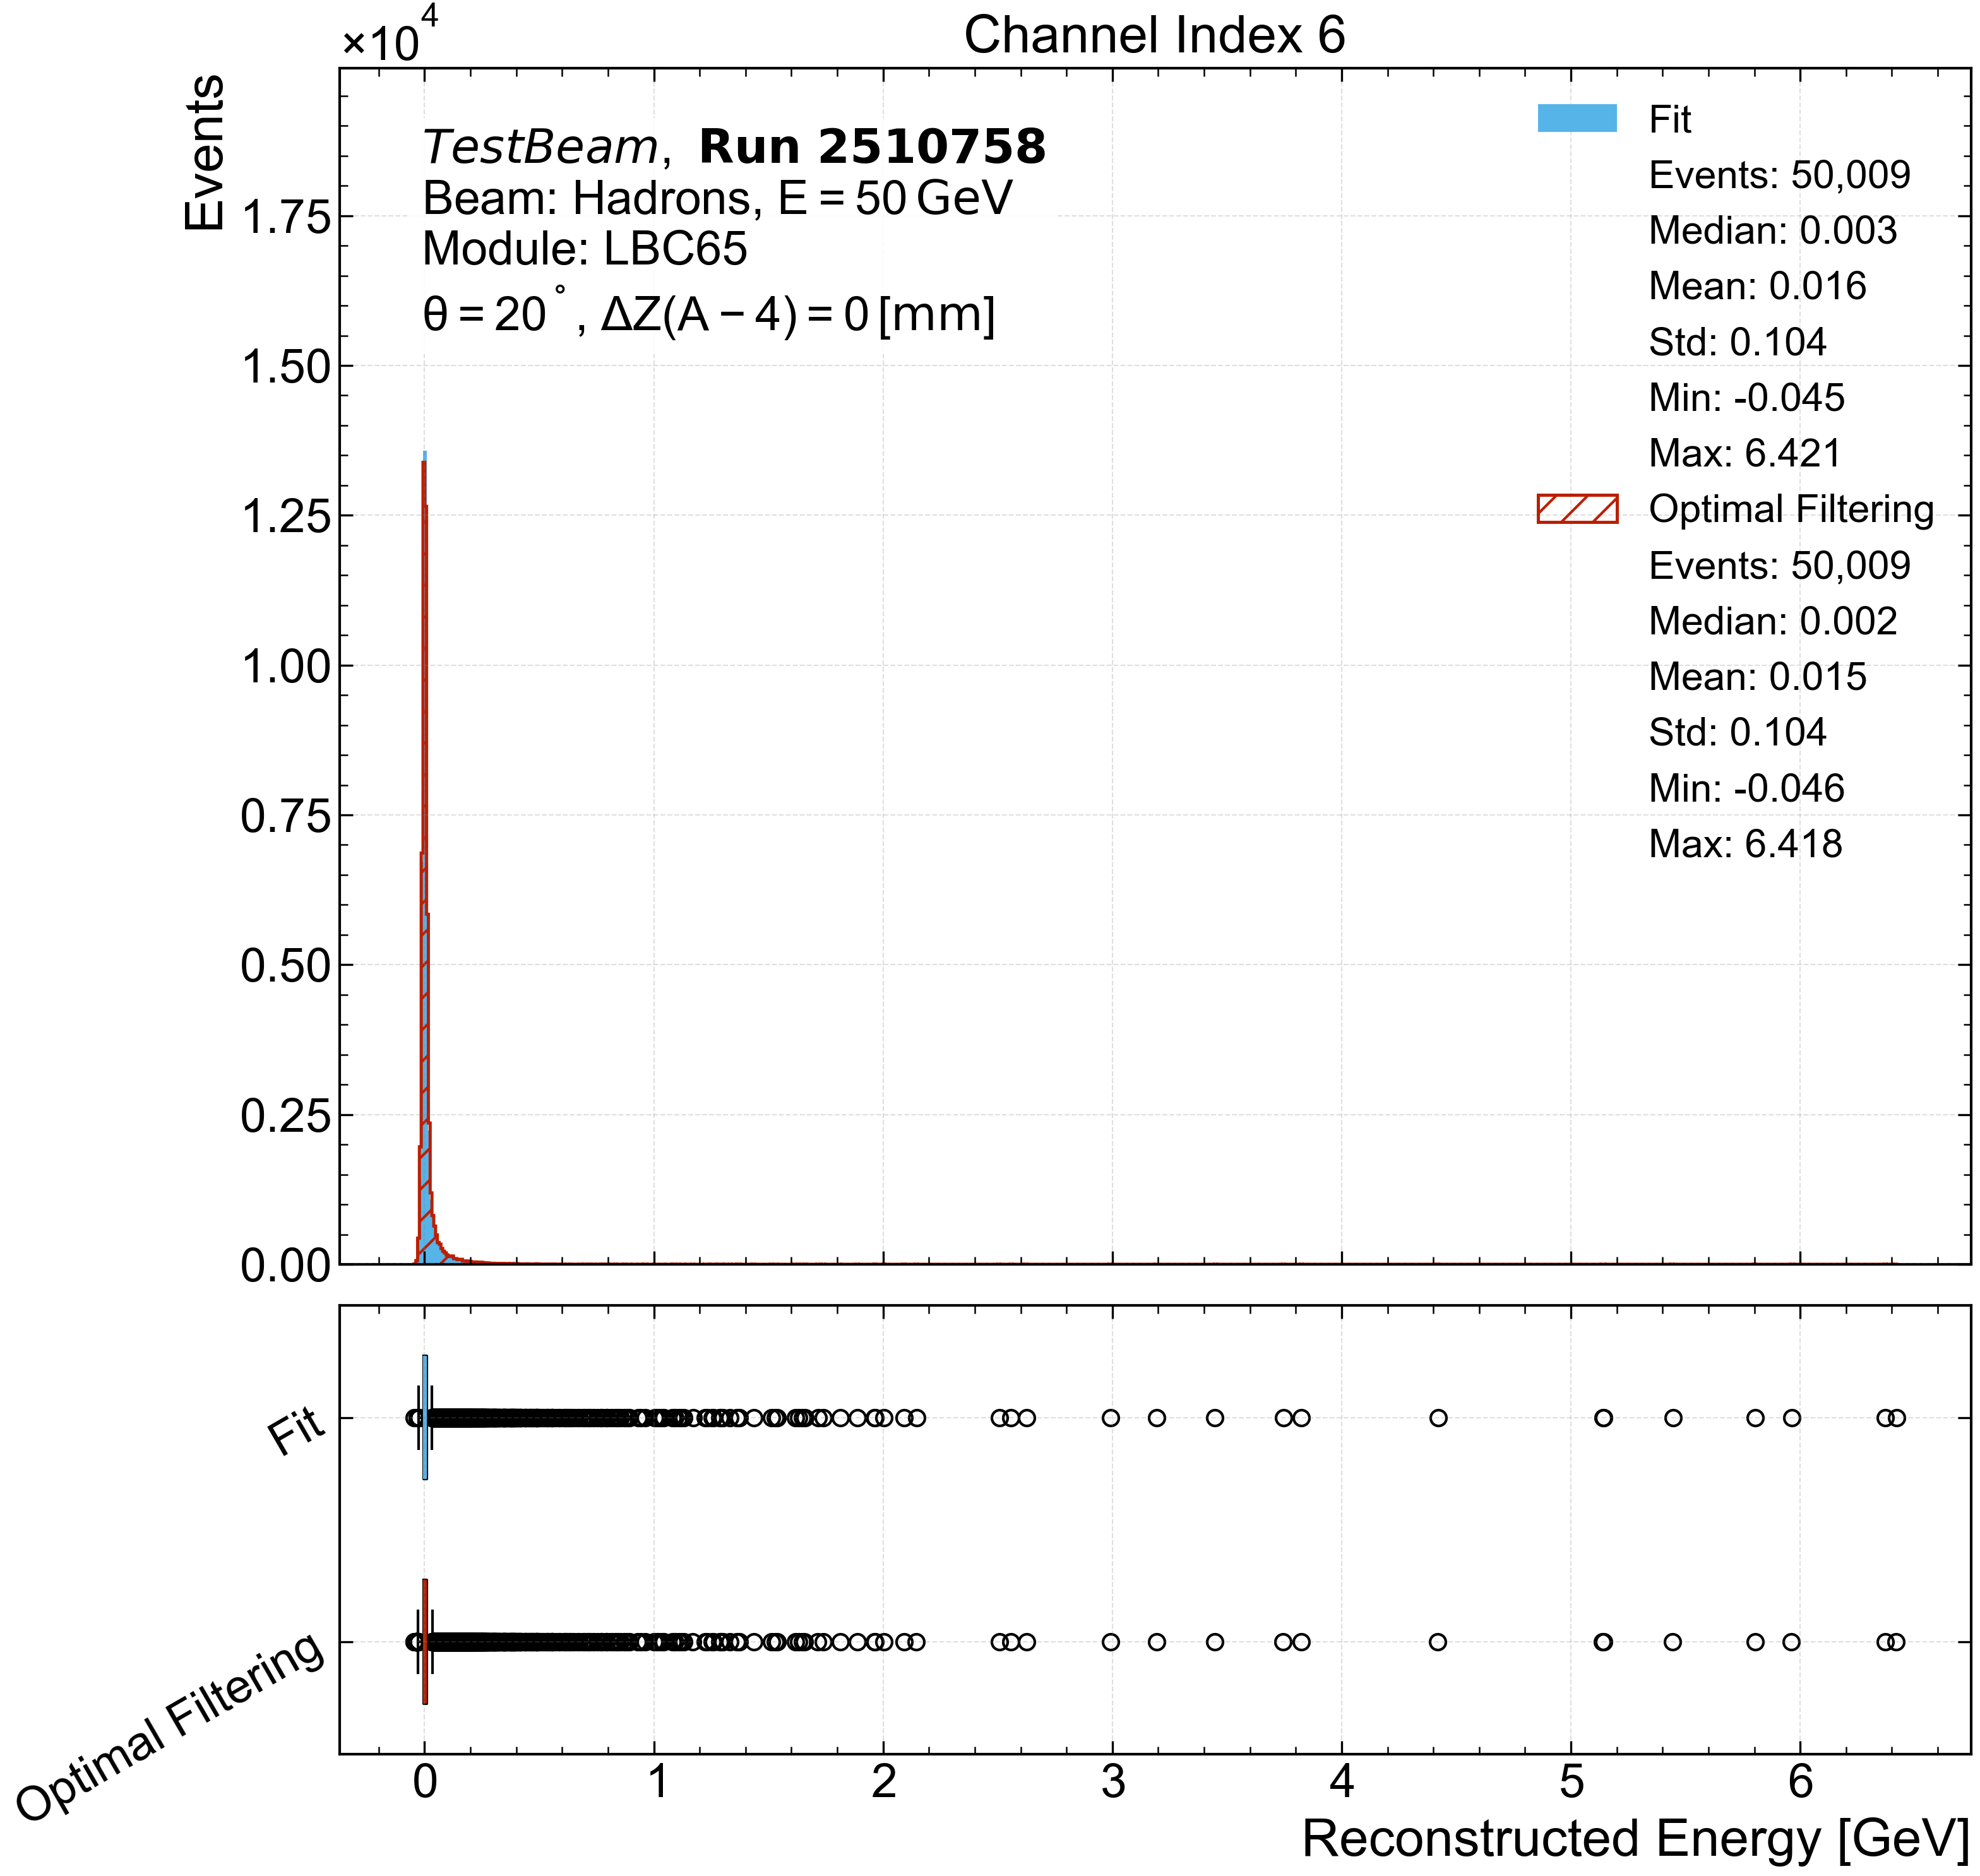 Channel Index 6
×10⁴
Events
TestBeam, Run 2510758
Beam: Hadrons, E = 50 GeV
Module: LBC65
θ = 20°, ΔZ(A − 4) = 0 [mm]
Fit
Events: 50,009
Median: 0.003
Mean: 0.016
Std: 0.104
Min: -0.045
Max: 6.421
Optimal Filtering
Events: 50,009
Median: 0.002
Mean: 0.015
Std: 0.104
Min: -0.046
Max: 6.418
1.75
1.50
1.25
1.00
0.75
0.50
0.25
0.00
Fit
Optimal Filtering
0 1 2 3 4 5 6
Reconstructed Energy [GeV]